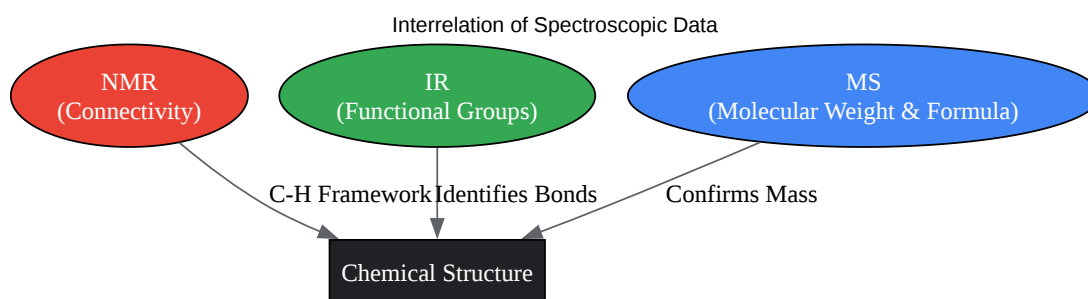 Interrelation of Spectroscopic Data
NMR
(Connectivity)
IR
(Functional Groups)
MS
(Molecular Weight & Formula)
C-H Framework
Identifies Bonds
Confirms Mass
Chemical Structure